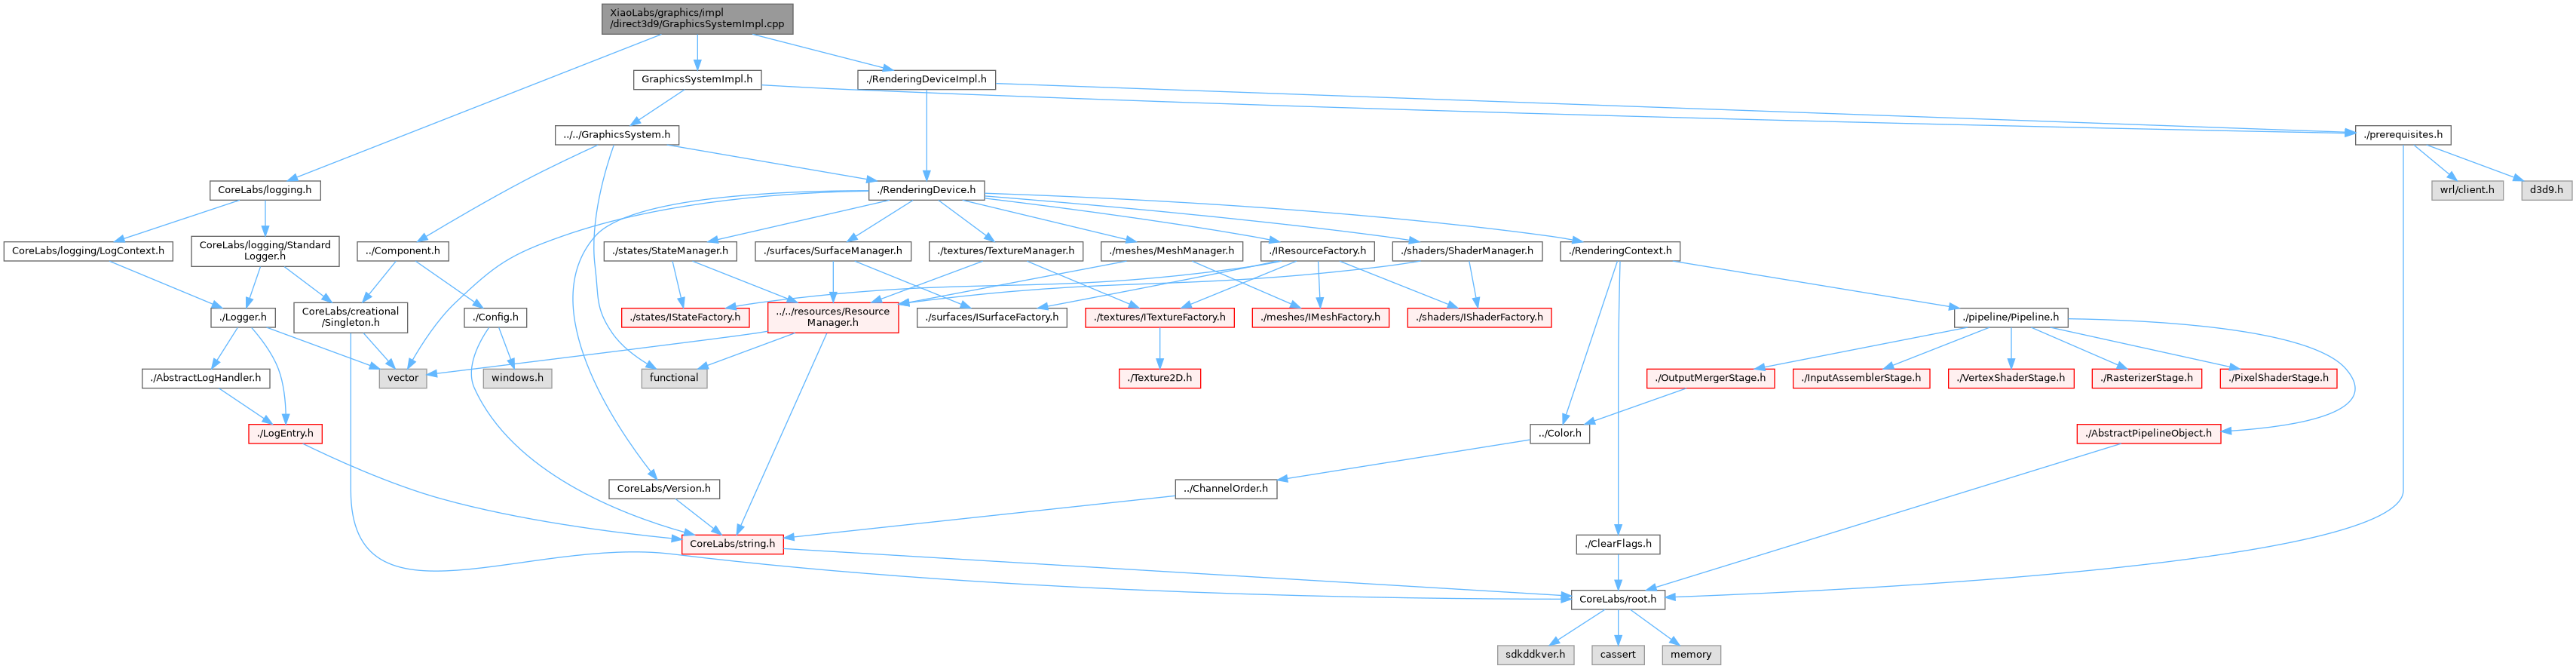 XiaoLabs/graphics/impl
/direct3d9/GraphicsSystemImpl.cpp
GraphicsSystemImpl.h
./RenderingDeviceImpl.h
../../GraphicsSystem.h
./prerequisites.h
CoreLabs/logging.h
./RenderingDevice.h
wrl/client.h
d3d9.h
CoreLabs/logging/LogContext.h
CoreLabs/logging/Standard
Logger.h
../Component.h
./states/StateManager.h
./surfaces/SurfaceManager.h
./textures/TextureManager.h
./meshes/MeshManager.h
./IResourceFactory.h
./shaders/ShaderManager.h
./RenderingContext.h
./Logger.h
CoreLabs/creational
/Singleton.h
./Config.h
./states/IStateFactory.h
../../resources/Resource
Manager.h
./surfaces/ISurfaceFactory.h
./textures/ITextureFactory.h
./meshes/IMeshFactory.h
./shaders/IShaderFactory.h
./pipeline/Pipeline.h
./AbstractLogHandler.h
vector
windows.h
functional
./Texture2D.h
./OutputMergerStage.h
./InputAssemblerStage.h
./VertexShaderStage.h
./RasterizerStage.h
./PixelShaderStage.h
./LogEntry.h
../Color.h
./AbstractPipelineObject.h
CoreLabs/Version.h
../ChannelOrder.h
CoreLabs/string.h
./ClearFlags.h
CoreLabs/root.h
sdkddkver.h
cassert
memory